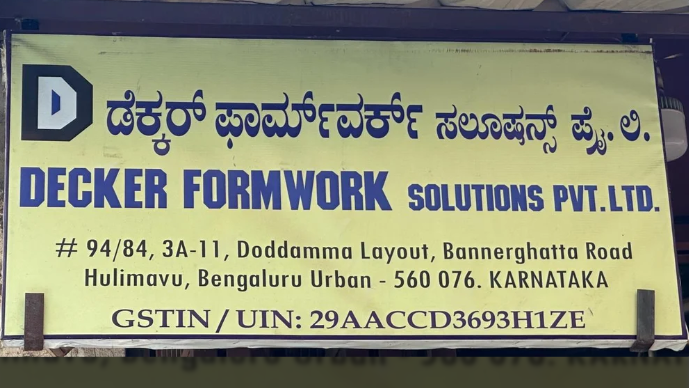 D ಡೆಕ್ಕರ್ ಫಾರ್ಮ್‌ವರ್ಕ್ ಸಲೂಷನ್ಸ್ ಪ್ರೈ. ಲಿ.
DECKER FORMWORK SOLUTIONS PVT.LTD.
# 94/84, 3A-11, Doddamma Layout, Bannerghatta Road
Hulimavu, Bengaluru Urban - 560 076. KARNATAKA
GSTIN / UIN: 29AACCD3693H1ZE